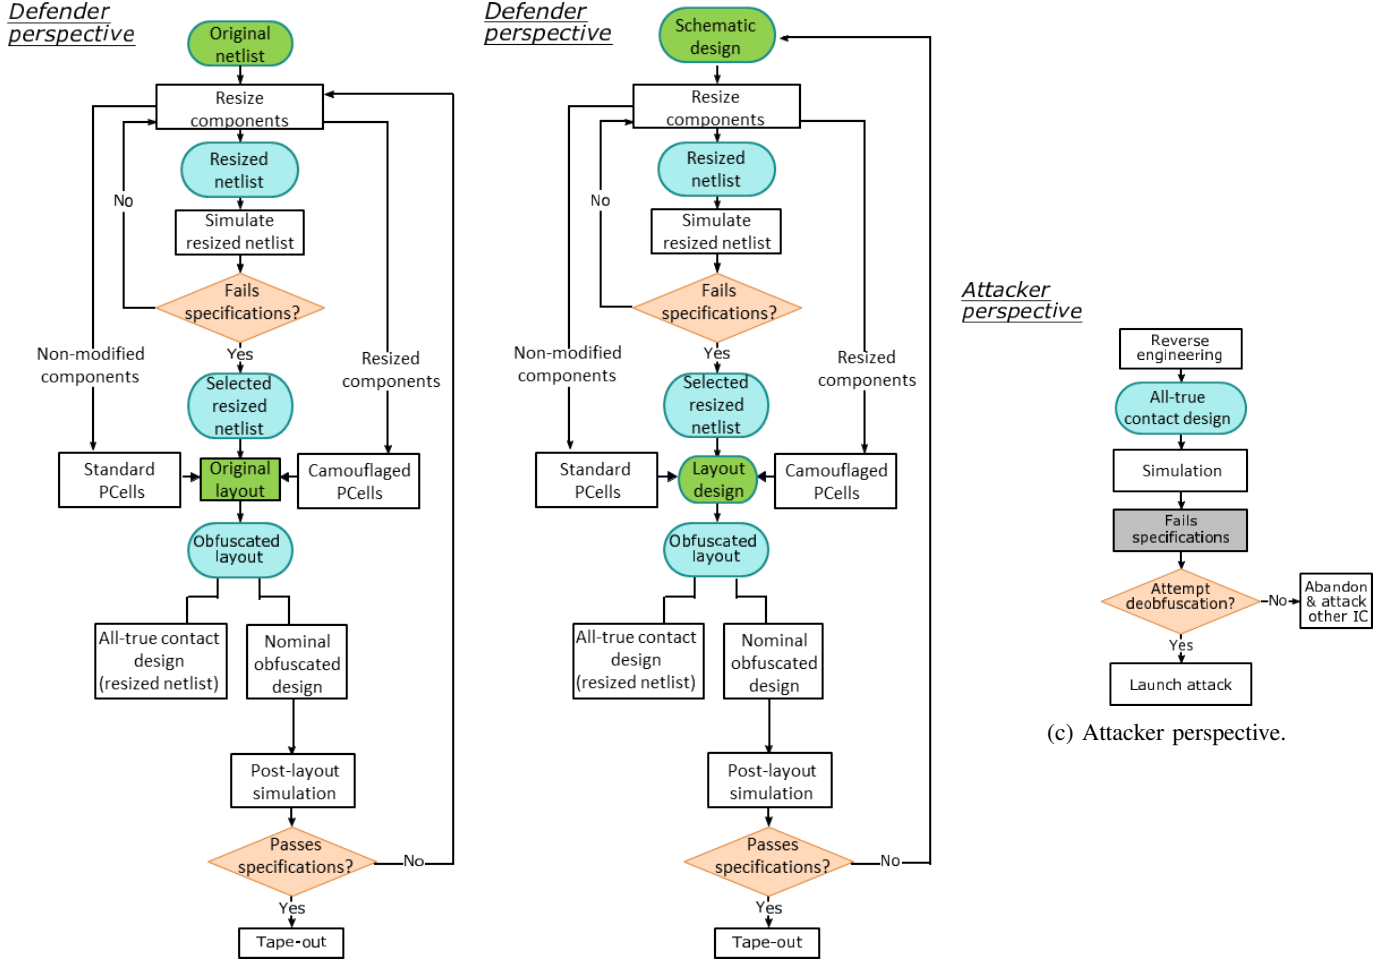 Defender
perspective
Original
netlist
Resize
components
Resized
netlist
No
Simulate
resized netlist
Fails
specifications?
Yes
Non-modified
components
Resized
components
Selected
resized
netlist
Standard
PCells
Original
layout
Camouflaged
PCells
Obfuscated
layout
All-true contact
design
(resized netlist)
Nominal
obfuscated
design
Post-layout
simulation
Passes
specifications?
No
Yes
Tape-out
Defender
perspective
Schematic
design
Resize
components
Resized
netlist
No
Simulate
resized netlist
Fails
specifications?
Yes
Non-modified
components
Resized
components
Selected
resized
netlist
Standard
PCells
Layout
design
Camouflaged
PCells
Obfuscated
layout
All-true contact
design
(resized netlist)
Nominal
obfuscated
design
Post-layout
simulation
Passes
specifications?
No
Yes
Tape-out
Attacker
perspective
Reverse
engineering
All-true
contact design
Simulation
Fails
specifications
Attempt
deobfuscation?
No
Abandon
& attack
other IC
Yes
Launch attack
(c) Attacker perspective.